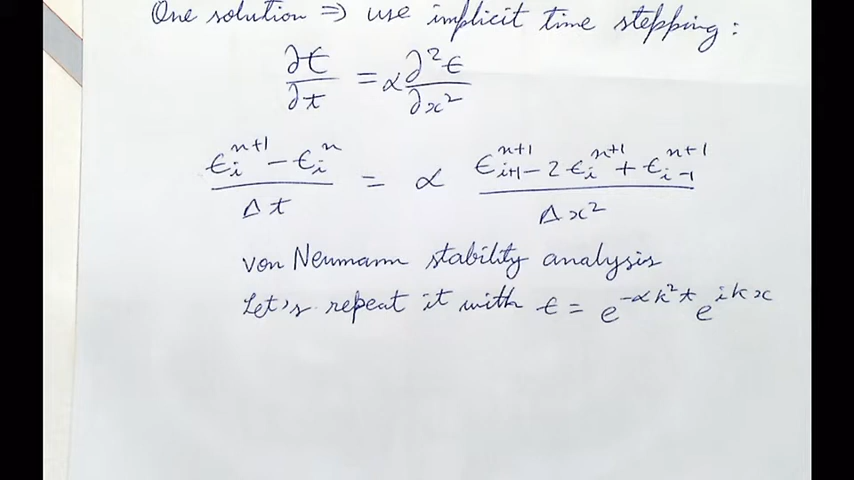 One solution ⇒ use implicit time stepping:
∂ϵ/∂t = α ∂²ϵ/∂x²
(ϵ_i^{n+1} - ϵ_i^n)/Δt = α (ϵ_{i+1}^{n+1} - 2ϵ_i^{n+1} + ϵ_{i-1}^{n+1})/Δx²
von Neumann stability analysis
Let's repeat it with ϵ = e^{-αk²t} e^{ikx}